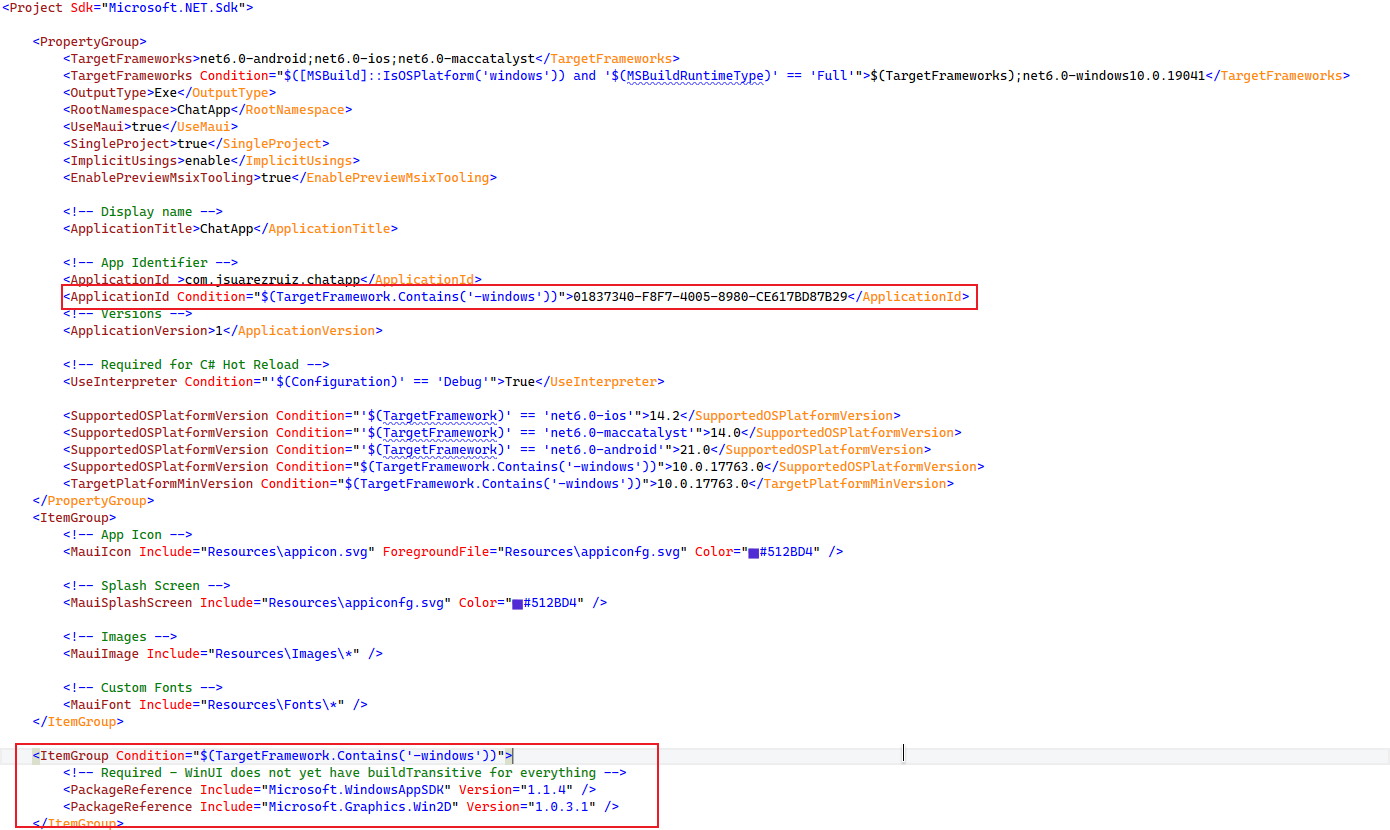 <Project Sdk="Microsoft.NET.Sdk">
<PropertyGroup>
<TargetFrameworks>net6.0-android;net6.0-ios;net6.0-maccatalyst</TargetFrameworks>
<TargetFrameworks Condition="$([MSBuild]::IsOSPlatform('windows')) and '$(MSBuildRuntimeType)' == 'Full'">$(TargetFrameworks);net6.0-windows10.0.19041</TargetFrameworks>
<OutputType>Exe</OutputType>
<RootNamespace>ChatApp</RootNamespace>
<UseMaui>true</UseMaui>
<SingleProject>true</SingleProject>
<ImplicitUsings>enable</ImplicitUsings>
<EnablePreviewMsixTooling>true</EnablePreviewMsixTooling>
<!-- Display name -->
<ApplicationTitle>ChatApp</ApplicationTitle>
<!-- App Identifier -->
<ApplicationId >com.jsuarezruiz.chatapp</ApplicationId>
<ApplicationId Condition="$(TargetFramework.Contains('-windows'))">01837340-F8F7-4005-8980-CE617BD87B29</ApplicationId>
<!-- Versions -->
<ApplicationVersion>1</ApplicationVersion>
<!-- Required for C# Hot Reload -->
<UseInterpreter Condition="'$(Configuration)' == 'Debug'">True</UseInterpreter>
<SupportedOSPlatformVersion Condition="'$(TargetFramework)' == 'net6.0-ios'">14.2</SupportedOSPlatformVersion>
<SupportedOSPlatformVersion Condition="'$(TargetFramework)' == 'net6.0-maccatalyst'">14.0</SupportedOSPlatformVersion>
<SupportedOSPlatformVersion Condition="'$(TargetFramework)' == 'net6.0-android'">21.0</SupportedOSPlatformVersion>
<SupportedOSPlatformVersion Condition="$(TargetFramework.Contains('-windows'))">10.0.17763.0</SupportedOSPlatformVersion>
<TargetPlatformMinVersion Condition="$(TargetFramework.Contains('-windows'))">10.0.17763.0</TargetPlatformMinVersion>
</PropertyGroup>
<ItemGroup>
<!-- App Icon -->
<MauiIcon Include="Resources\appicon.svg" ForegroundFile="Resources\appiconfg.svg" Color="#512BD4" />
<!-- Splash Screen -->
<MauiSplashScreen Include="Resources\appiconfg.svg" Color="#512BD4" />
<!-- Images -->
<MauiImage Include="Resources\Images\*" />
<!-- Custom Fonts -->
<MauiFont Include="Resources\Fonts\*" />
</ItemGroup>
<ItemGroup Condition="$(TargetFramework.Contains('-windows'))">
<!-- Required - WinUI does not yet have buildTransitive for everything -->
<PackageReference Include="Microsoft.WindowsAppSDK" Version="1.1.4" />
<PackageReference Include="Microsoft.Graphics.Win2D" Version="1.0.3.1" />
</ItemGroup>